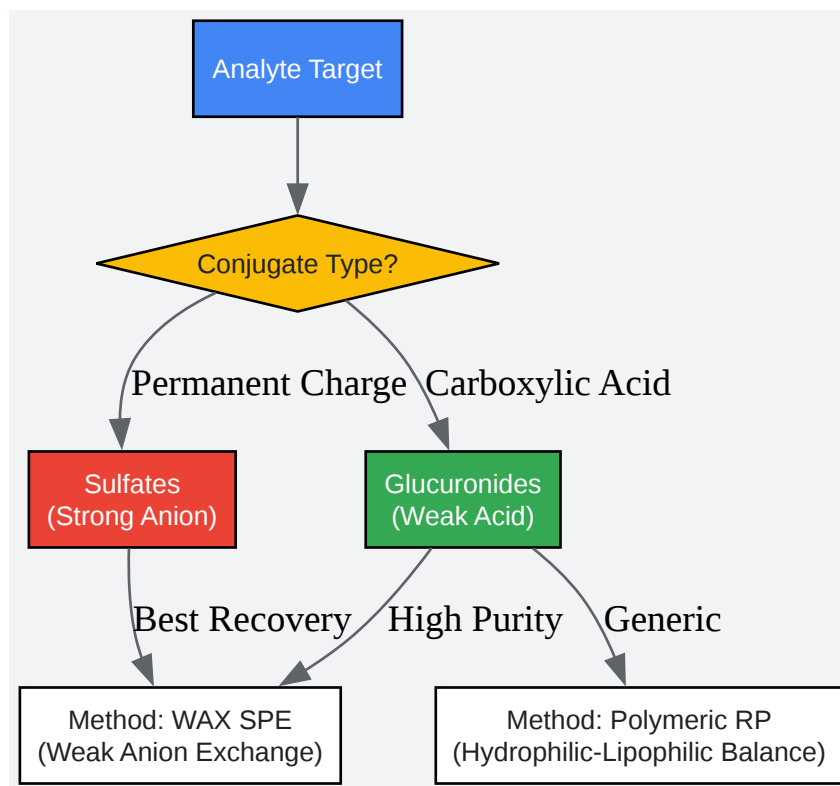 Analyte Target
Conjugate Type?
Permanent Charge
Carboxylic Acid
Sulfates
(Strong Anion)
Glucuronides
(Weak Acid)
Best Recovery
High Purity
Generic
Method: WAX SPE
(Weak Anion Exchange)
Method: Polymeric RP
(Hydrophilic-Lipophilic Balance)